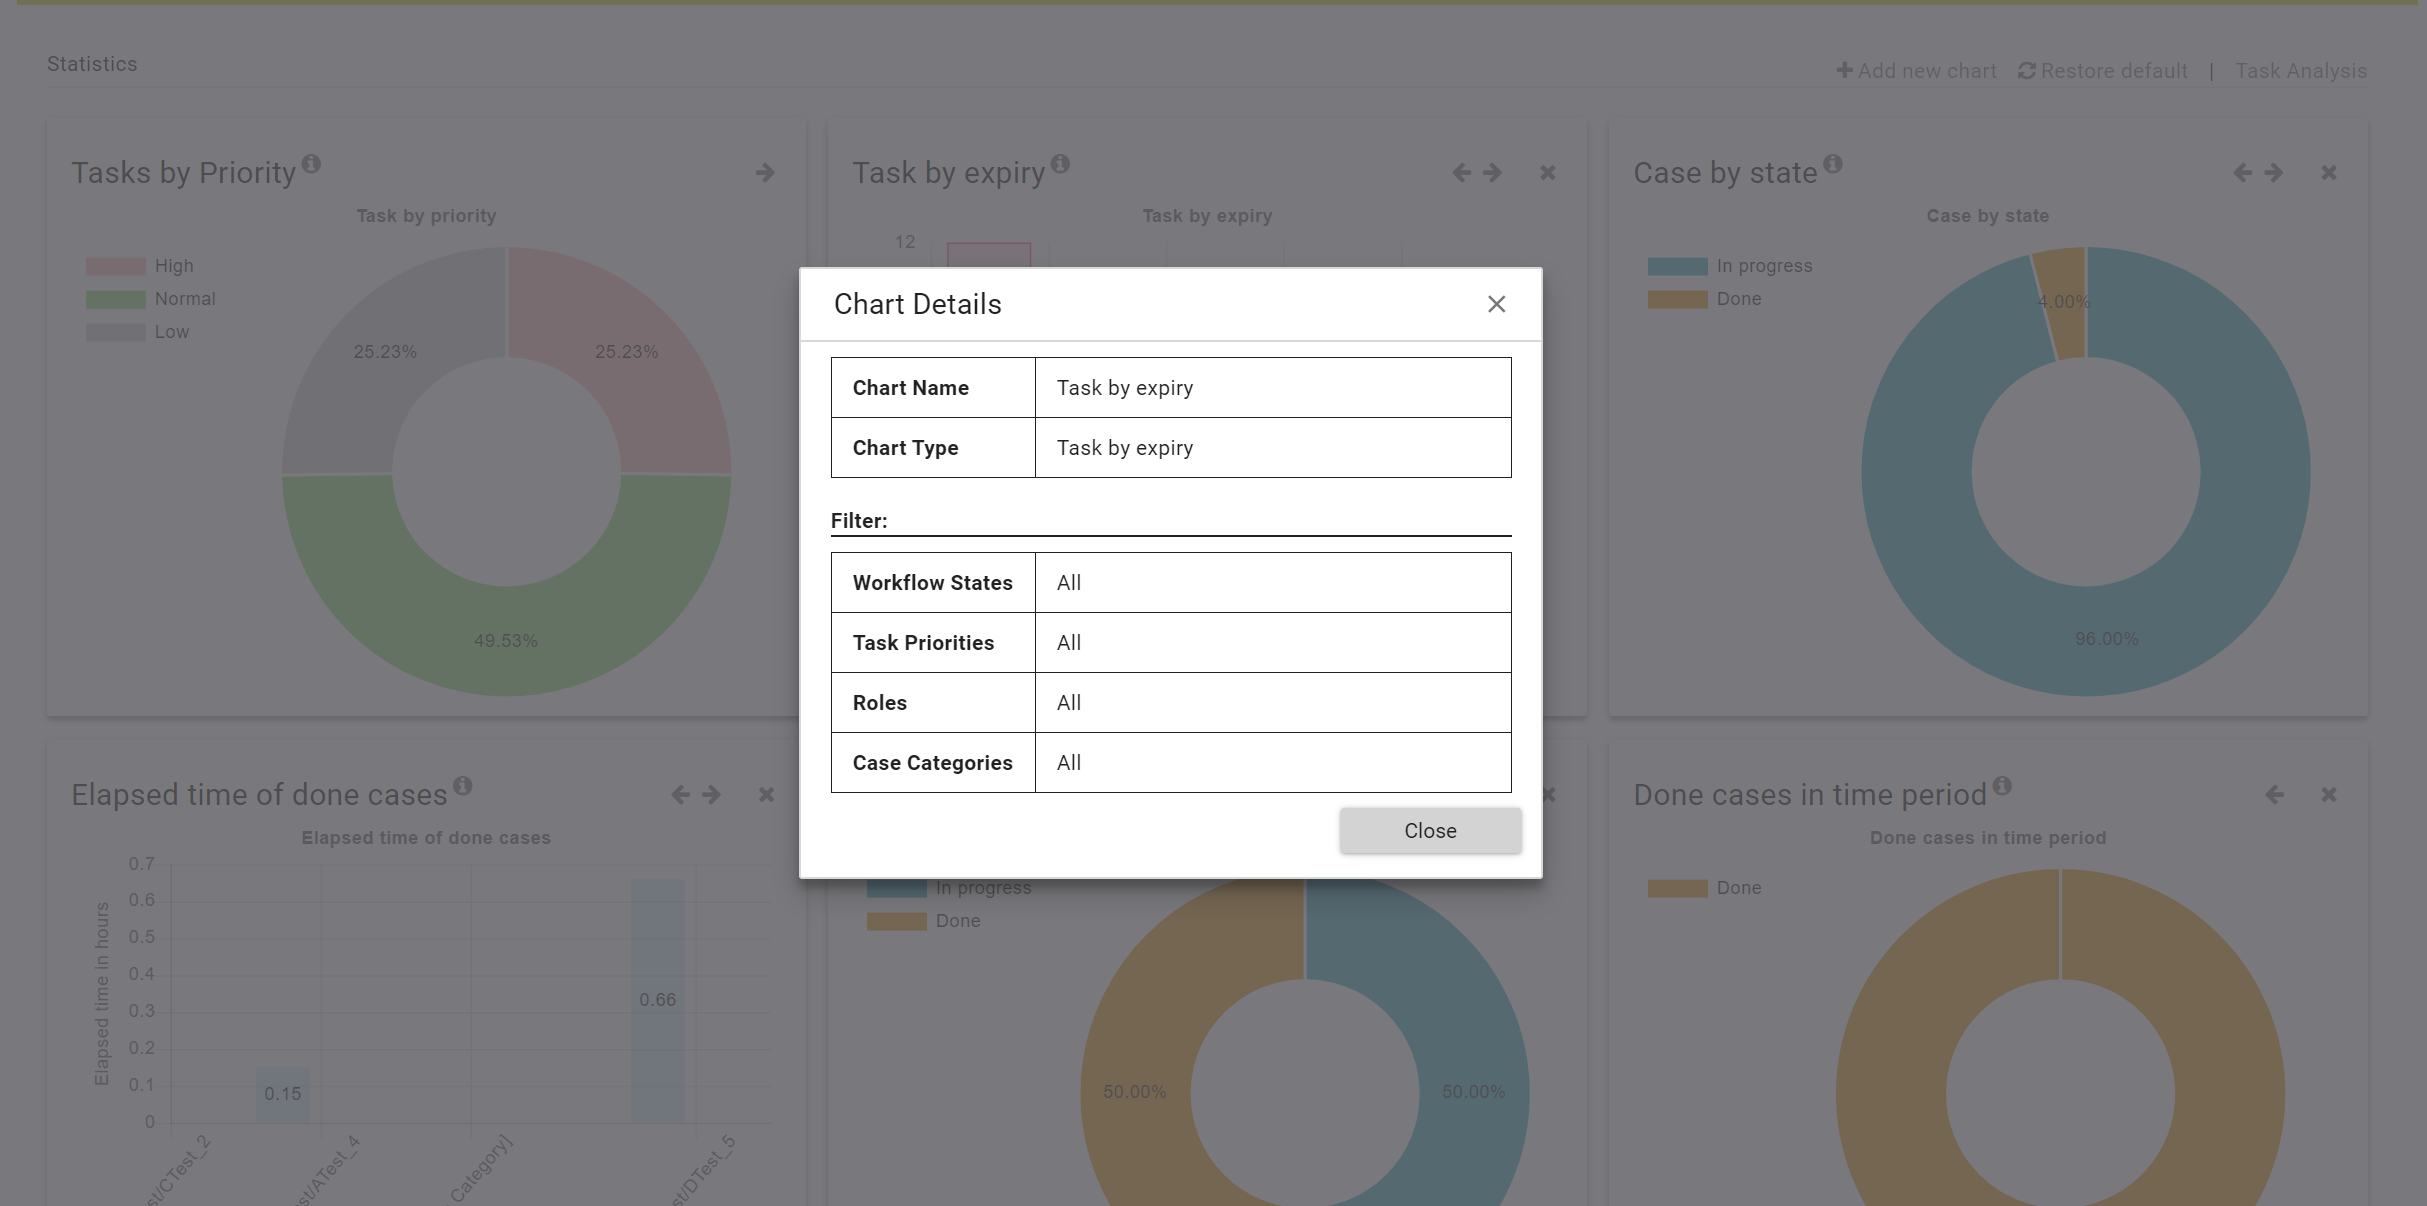 Statistics
Add new chart Restore default | Task Analysis
Tasks by Priority
Task by priority
High
Normal
Low
25.23%
25.23%
49.53%
Task by expiry
Task by expiry
12
Case by state
Case by state
In progress
Done
4.00%
96.00%
Chart Details
Chart Name Task by expiry
Chart Type Task by expiry
Filter:
Workflow States All
Task Priorities All
Roles All
Case Categories All
Close
Elapsed time of done cases
Elapsed time of done cases
Elapsed time in hours
0.7
0.6
0.5
0.4
0.3
0.2
0.1
0
0.15
0.66
st/CTest_2
st/ATest_4
Category]
st/DTest_5
In progress
Done
50.00%
50.00%
Done cases in time period
Done cases in time period
Done